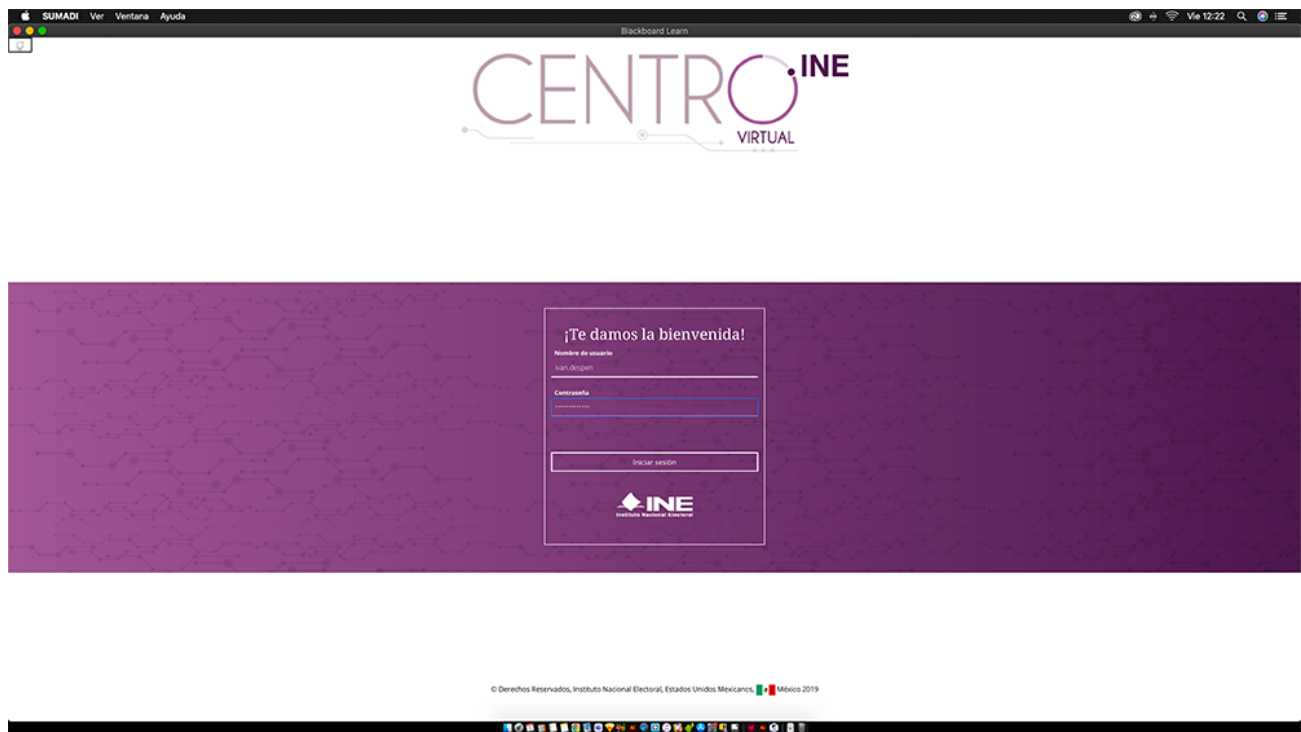 SUMADI Ver Ventana Ayuda Vie 12:22
Blackboard Learn
CENTRO.INE
VIRTUAL
¡Te damos la bienvenida!
Nombre de usuario
ivan.despen
Contraseña
Iniciar sesión
INE
Instituto Nacional Electoral
© Derechos Reservados, Instituto Nacional Electoral, Estados Unidos Mexicanos, México 2019